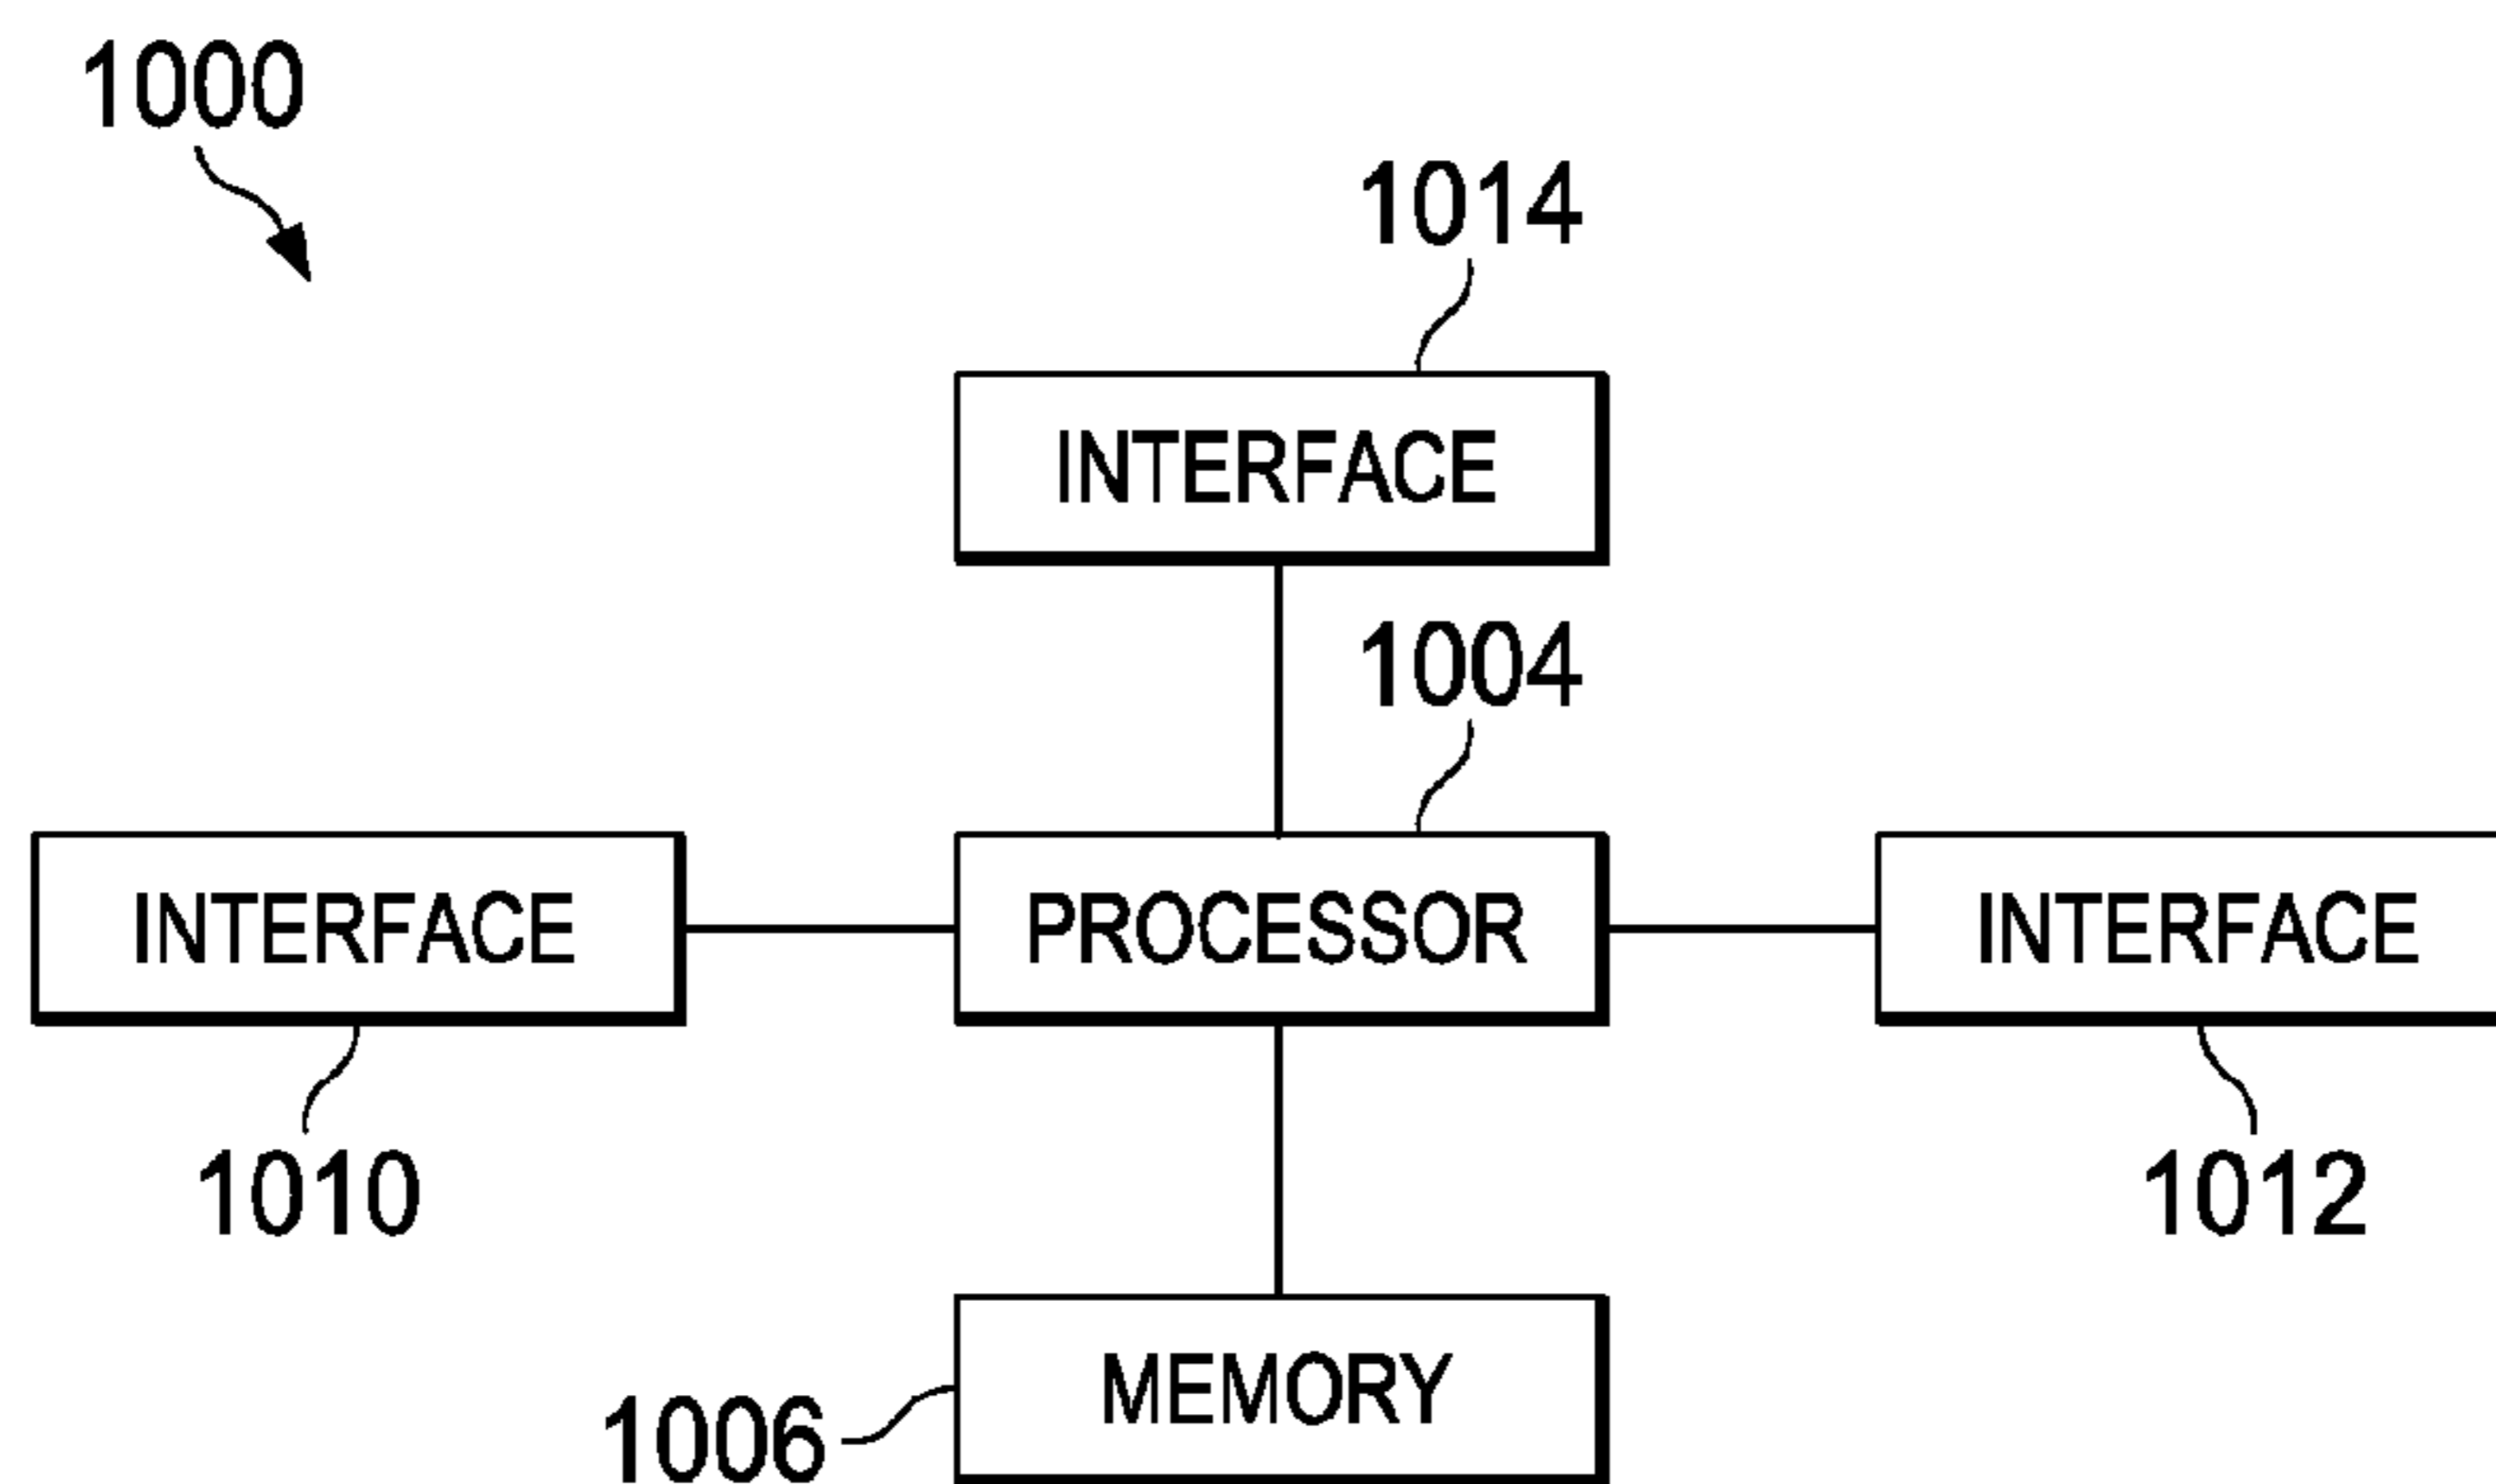 1000
1014
INTERFACE
1004
INTERFACE
PROCESSOR
INTERFACE
1010
1012
MEMORY
1006